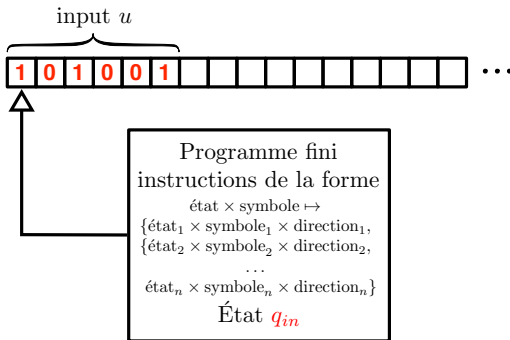 input u
1 0 1 0 0 1
...
Programme fini
instructions de la forme
état × symbole ↦
{état₁ × symbole₁ × direction₁,
{état₂ × symbole₂ × direction₂,
...
étatₙ × symboleₙ × directionₙ}
État qᵢₙ